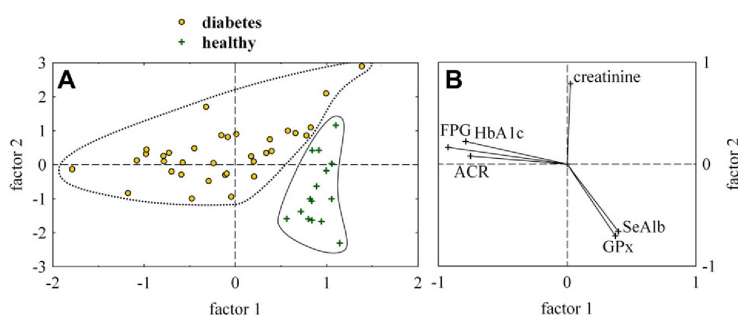 diabetes
healthy
A
3
2
1
0
-1
-2
-3
-2
-1
0
1
2
factor 2
factor 1
B
creatinine
FPG HbA1c
ACR
SeAlb
GPx
1
0
-1
-1
0
1
factor 2
factor 1